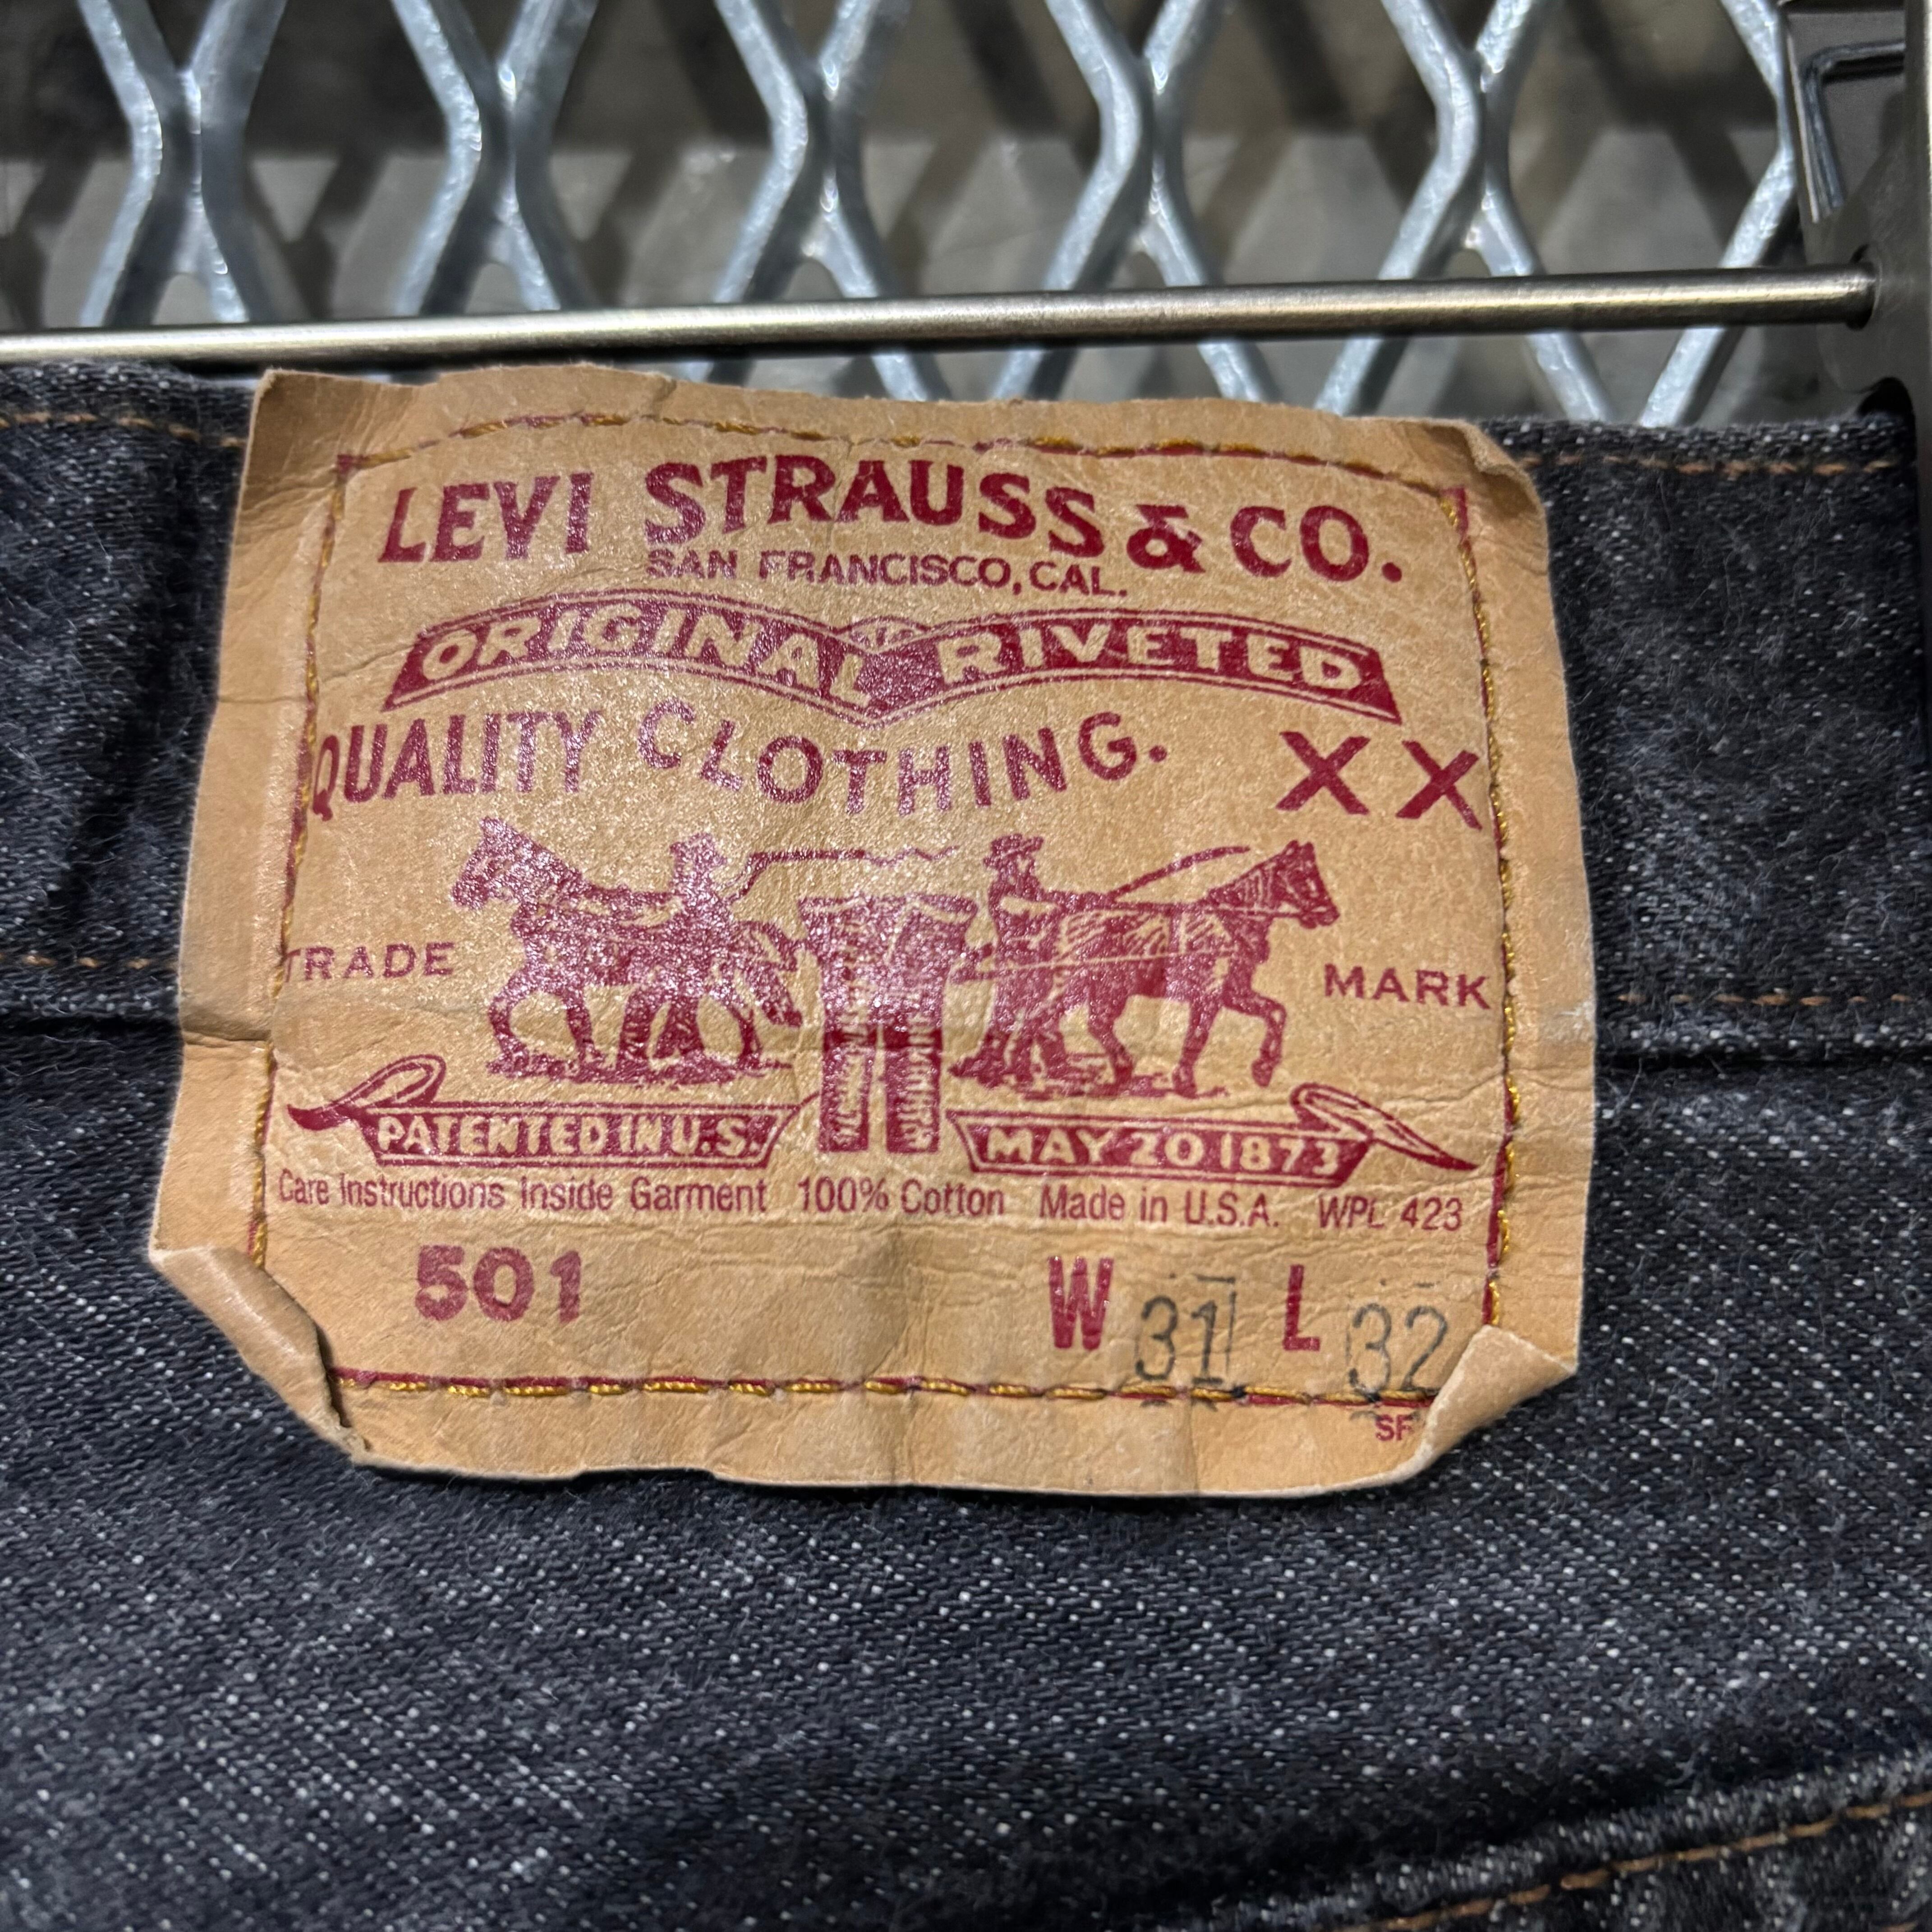 LEVI STRAUSS & CO.
SAN FRANCISCO, CAL.
ORIGINAL RIVETED
QUALITY CLOTHING. XX
TRADE MARK
PATENTED IN U.S. MAY 20 1873
Care Instructions Inside Garment 100% Cotton Made in U.S.A. WPL 423
501 W 31 L 32
SF